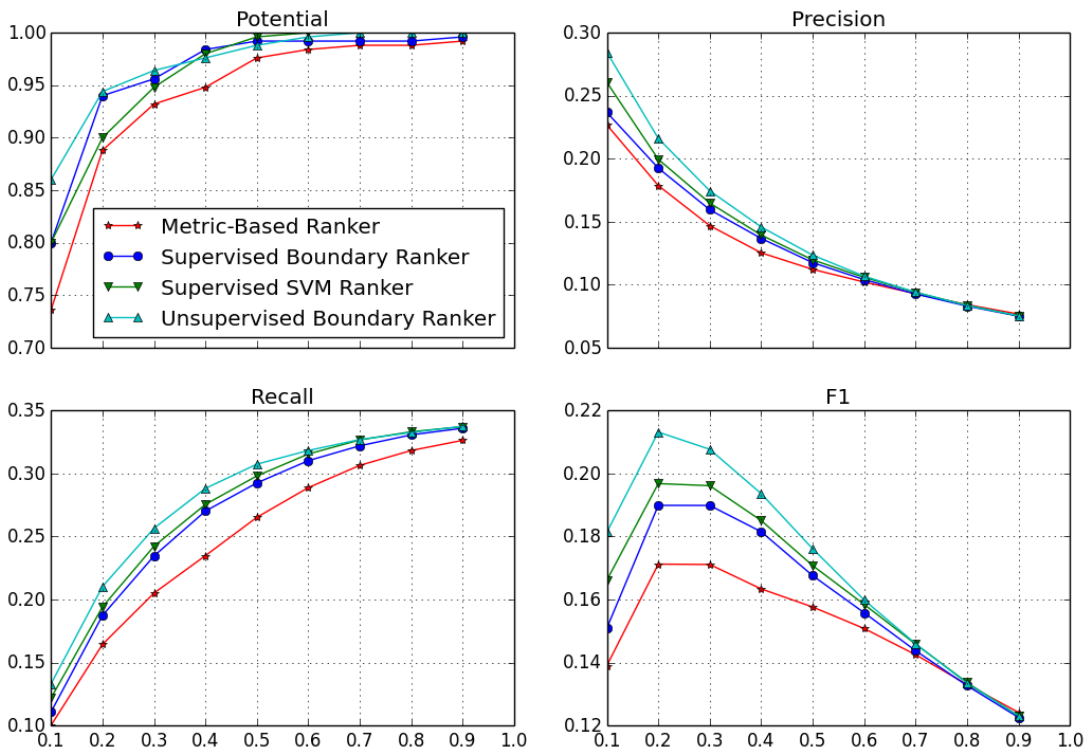 Potential
1.00
0.95
0.90
0.85
0.80
0.75
0.70
Metric-Based Ranker
Supervised Boundary Ranker
Supervised SVM Ranker
Unsupervised Boundary Ranker
Precision
0.30
0.25
0.20
0.15
0.10
0.05
Recall
0.35
0.30
0.25
0.20
0.15
0.10
0.1 0.2 0.3 0.4 0.5 0.6 0.7 0.8 0.9 1.0
F1
0.22
0.20
0.18
0.16
0.14
0.12
0.1 0.2 0.3 0.4 0.5 0.6 0.7 0.8 0.9 1.0